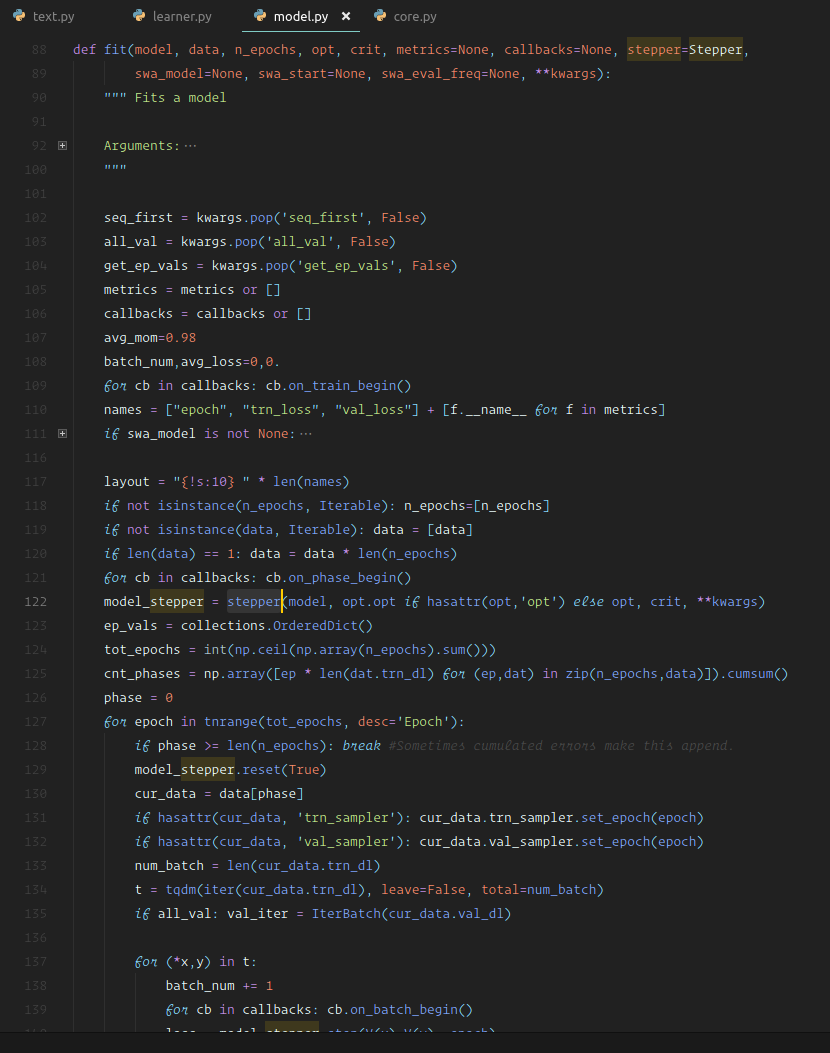 text.py learner.py model.py × core.py
88 def fit(model, data, n_epochs, opt, crit, metrics=None, callbacks=None, stepper=Stepper,
89 swa_model=None, swa_start=None, swa_eval_freq=None, **kwargs):
90 """ Fits a model
91
92 Arguments:···
100 """
101
102 seq_first = kwargs.pop('seq_first', False)
103 all_val = kwargs.pop('all_val', False)
104 get_ep_vals = kwargs.pop('get_ep_vals', False)
105 metrics = metrics or []
106 callbacks = callbacks or []
107 avg_mom=0.98
108 batch_num,avg_loss=0,0.
109 for cb in callbacks: cb.on_train_begin()
110 names = ["epoch", "trn_loss", "val_loss"] + [f.__name__ for f in metrics]
111 if swa_model is not None:···
116
117 layout = "{!s:10} " * len(names)
118 if not isinstance(n_epochs, Iterable): n_epochs=[n_epochs]
119 if not isinstance(data, Iterable): data = [data]
120 if len(data) == 1: data = data * len(n_epochs)
121 for cb in callbacks: cb.on_phase_begin()
122 model_stepper = stepper(model, opt.opt if hasattr(opt,'opt') else opt, crit, **kwargs)
123 ep_vals = collections.OrderedDict()
124 tot_epochs = int(np.ceil(np.array(n_epochs).sum()))
125 cnt_phases = np.array([ep * len(dat.trn_dl) for (ep,dat) in zip(n_epochs,data)]).cumsum()
126 phase = 0
127 for epoch in tnrange(tot_epochs, desc='Epoch'):
128 if phase >= len(n_epochs): break #Sometimes cumulated errors make this append.
129 model_stepper.reset(True)
130 cur_data = data[phase]
131 if hasattr(cur_data, 'trn_sampler'): cur_data.trn_sampler.set_epoch(epoch)
132 if hasattr(cur_data, 'val_sampler'): cur_data.val_sampler.set_epoch(epoch)
133 num_batch = len(cur_data.trn_dl)
134 t = tqdm(iter(cur_data.trn_dl), leave=False, total=num_batch)
135 if all_val: val_iter = IterBatch(cur_data.val_dl)
136
137 for (*x,y) in t:
138 batch_num += 1
139 for cb in callbacks: cb.on_batch_begin()